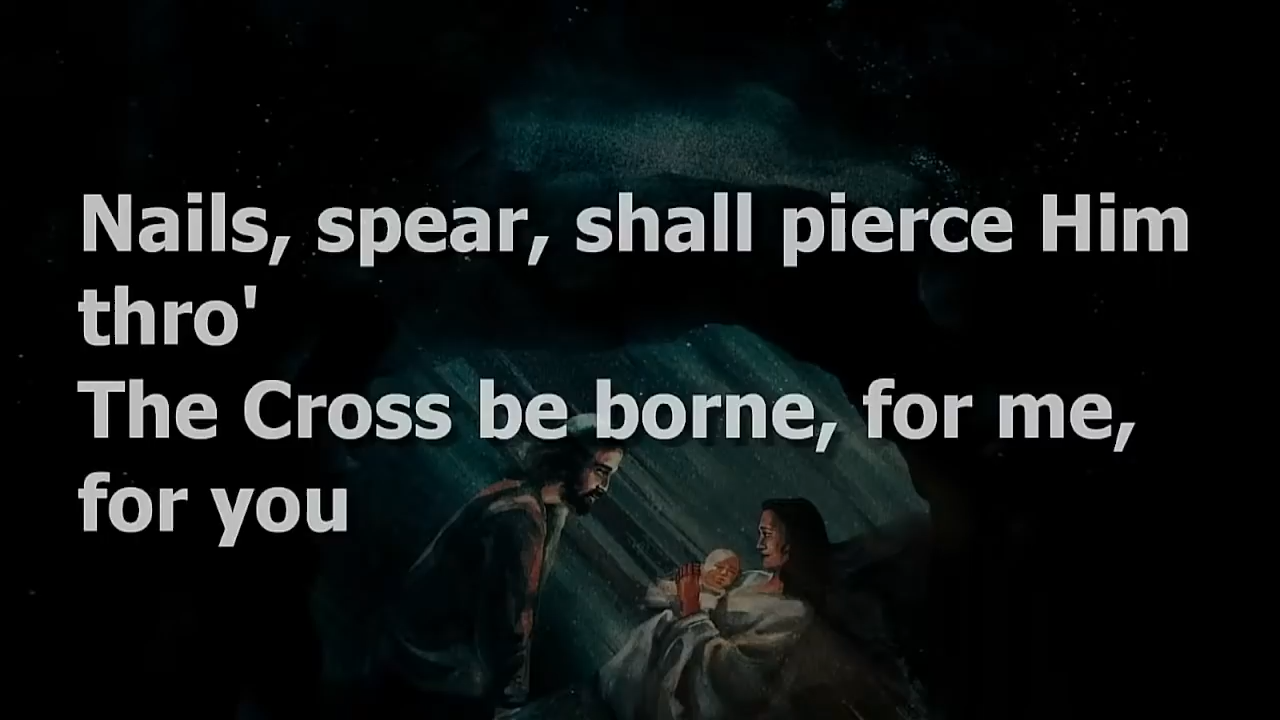 Nails, spear, shall pierce Him
thro'
The Cross be borne, for me,
for you